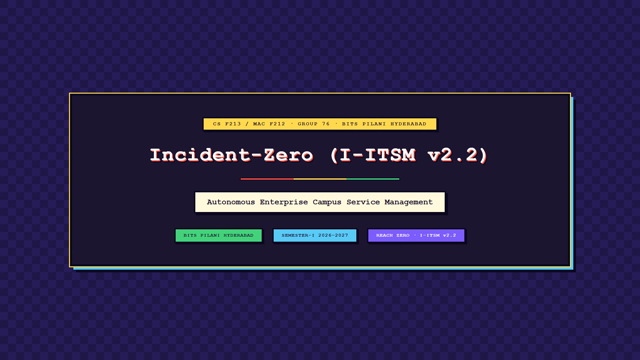 CS F213 / MAC F212 · GROUP 76 · BITS PILANI HYDERABAD
Incident-Zero (I-ITSM v2.2)
Autonomous Enterprise Campus Service Management
BITS PILANI HYDERABAD
SEMESTER-I 2026-2027
REACH ZERO · I-ITSM v2.2